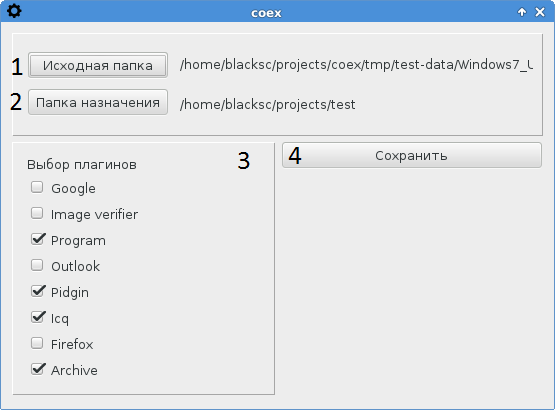 coex
1 Исходная папка /home/blacksc/projects/coex/tmp/test-data/Windows7_U
2 Папка назначения /home/blacksc/projects/test
Выбор плагинов 3
4 Сохранить
Google
Image verifier
Program
Outlook
Pidgin
Icq
Firefox
Archive